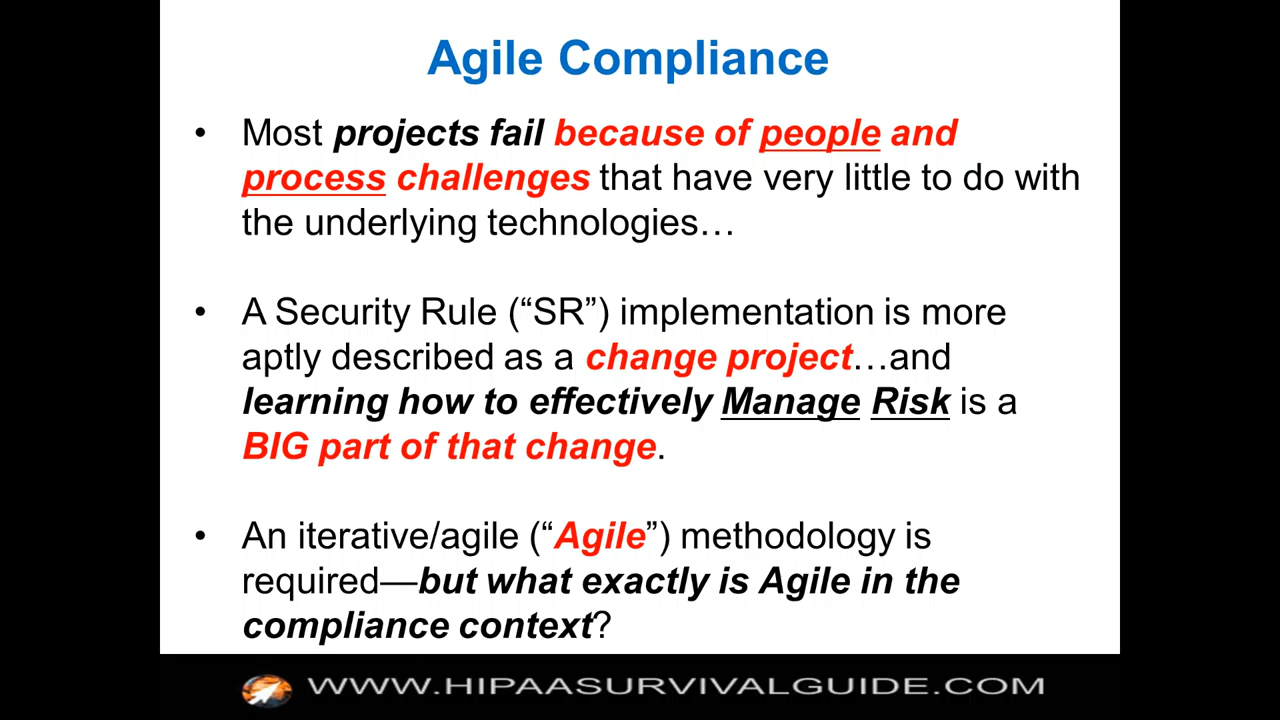 Agile Compliance
• Most projects fail because of people and
process challenges that have very little to do with
the underlying technologies…
• A Security Rule (“SR”) implementation is more
aptly described as a change project…and
learning how to effectively Manage Risk is a
BIG part of that change.
• An iterative/agile (“Agile”) methodology is
required—but what exactly is Agile in the
compliance context?
WWW.HIPAASURVIVALGUIDE.COM